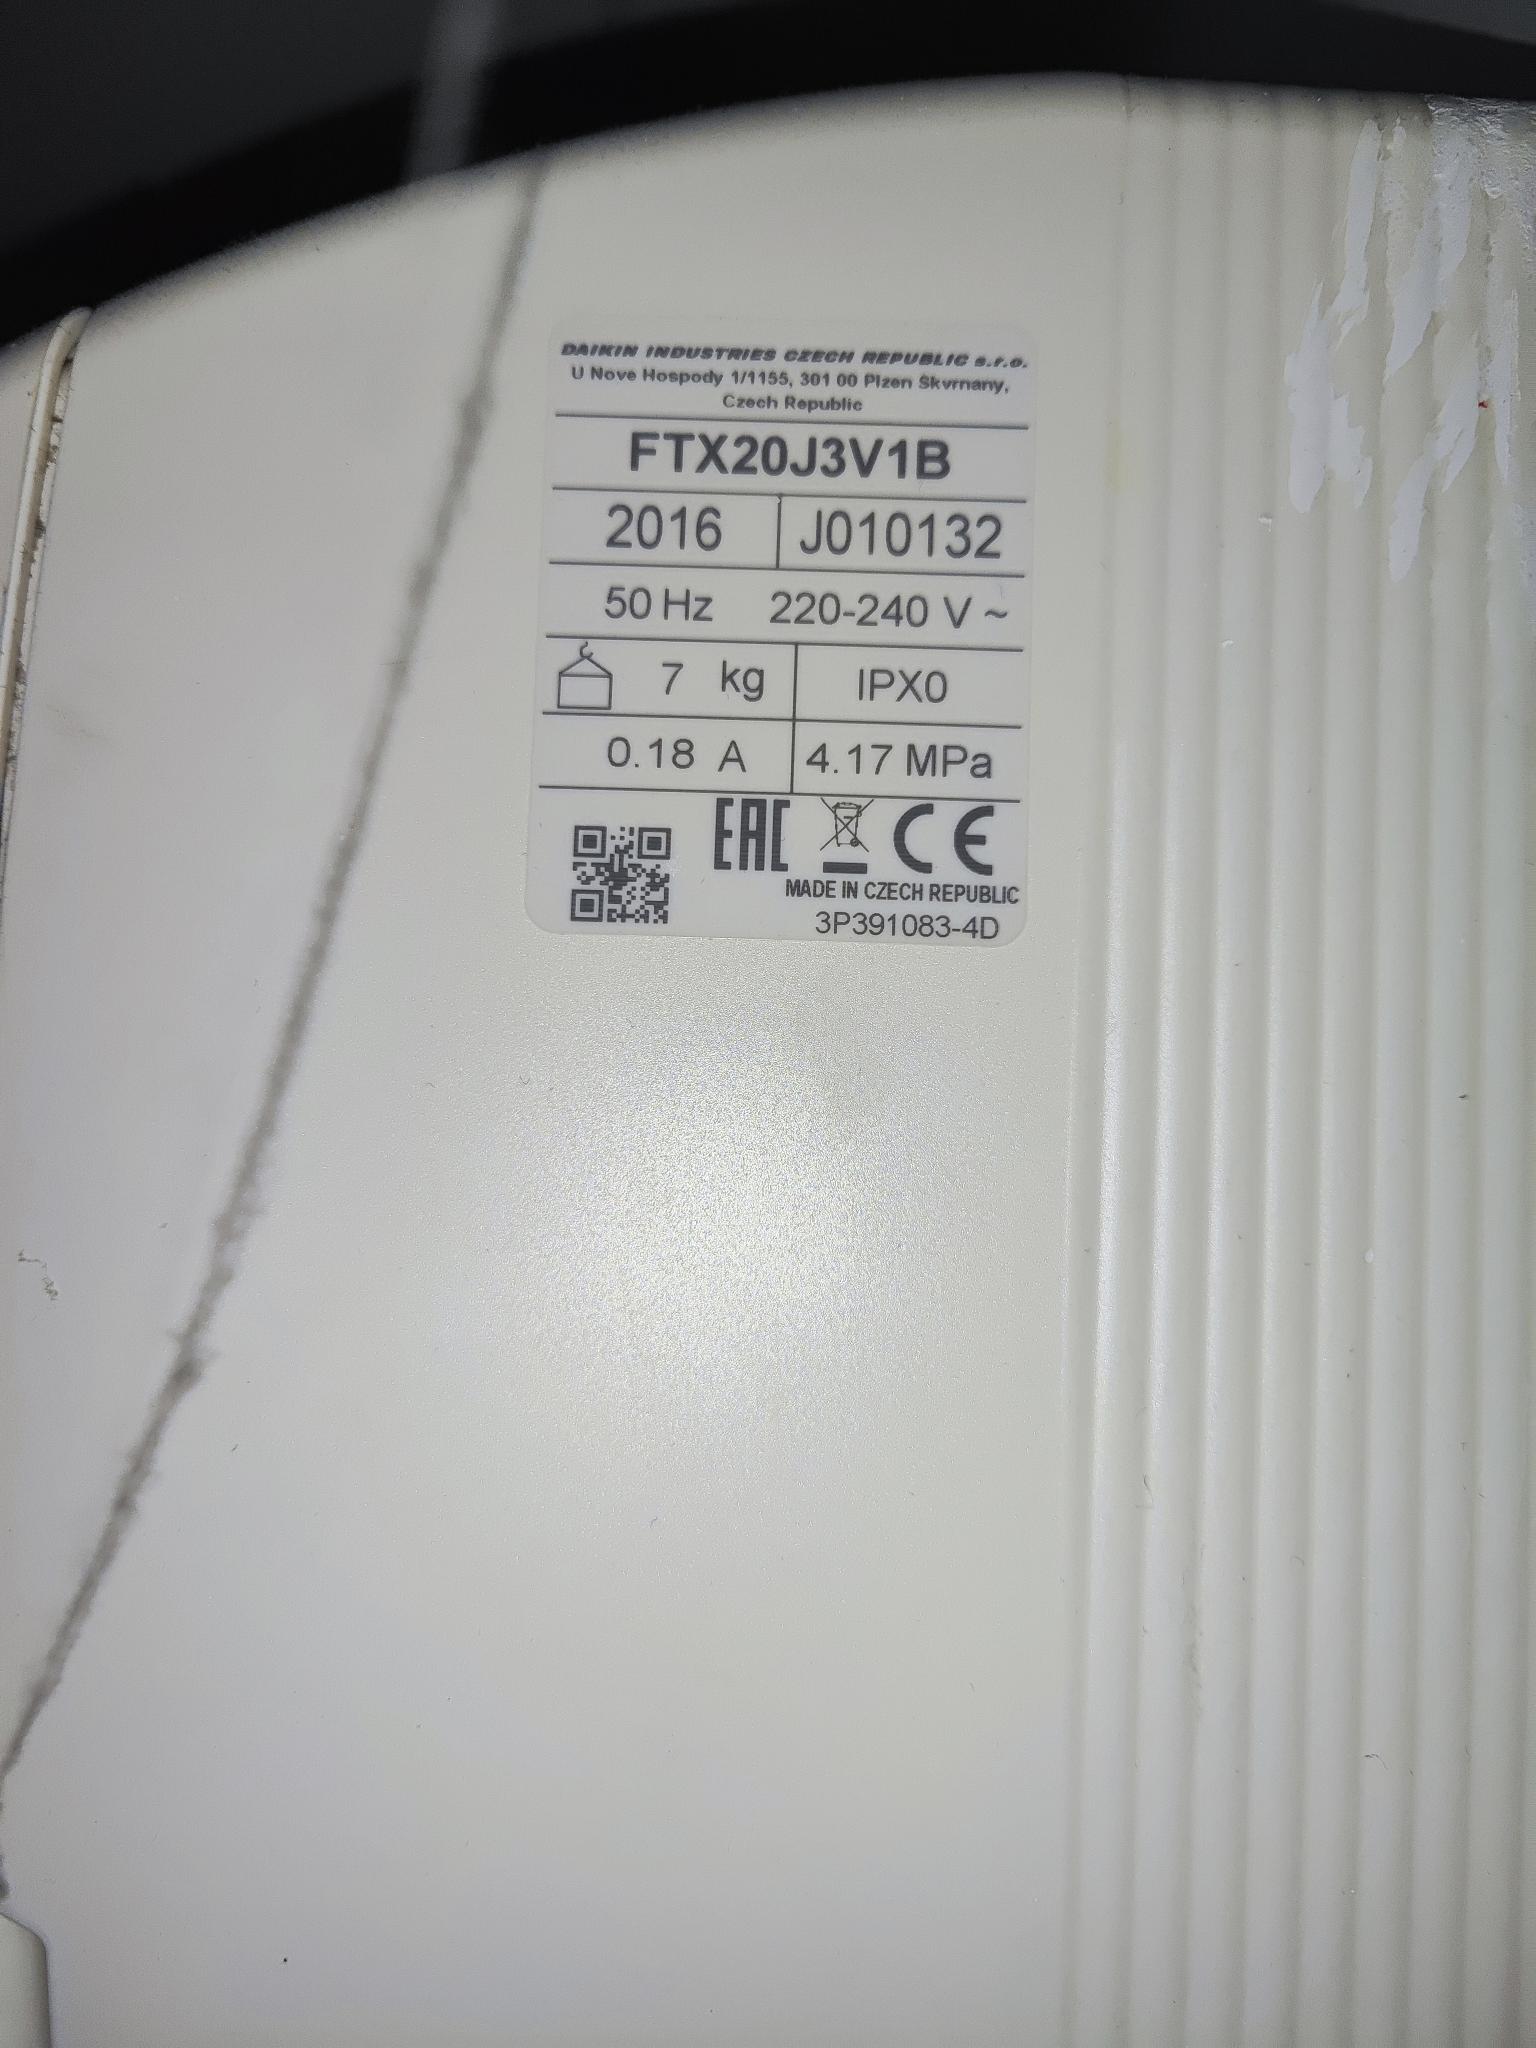 DAIKIN INDUSTRIES CZECH REPUBLIC s.r.o.
U Nove Hospody 1/1155, 301 00 Plzen Skvrnany,
Czech Republic
FTX20J3V1B
2016 J010132
50 Hz 220-240 V ~
7 kg IPX0
0.18 A 4.17 MPa
EAC CE
MADE IN CZECH REPUBLIC
3P391083-4D